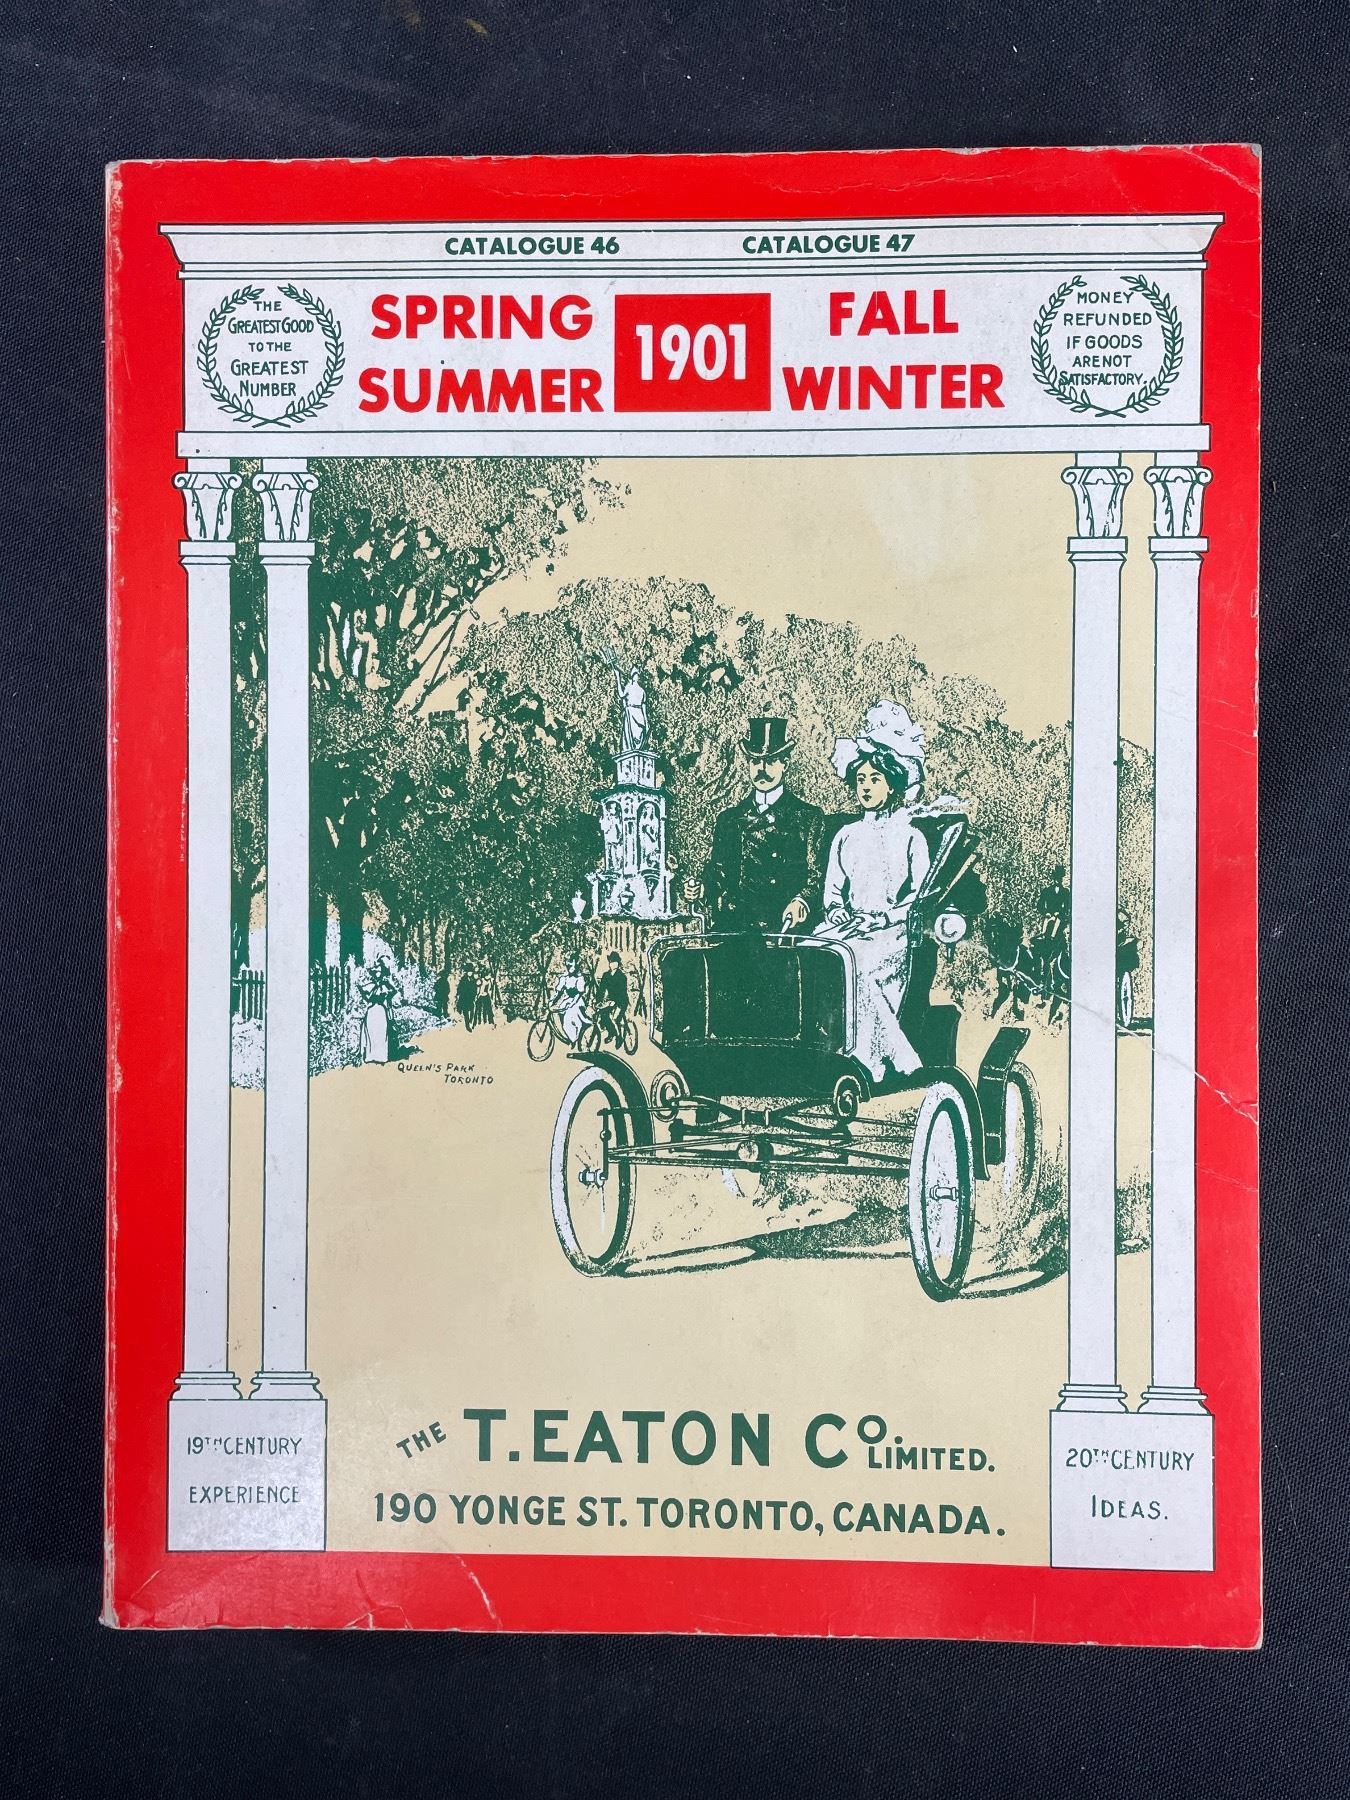 CATALOGUE 46 CATALOGUE 47
THE
GREATEST GOOD
TO THE
GREATEST
NUMBER
SPRING
SUMMER
1901
FALL
WINTER
MONEY
REFUNDED
IF GOODS
ARE NOT
SATISFACTORY.
QUEEN'S PARK
TORONTO
THE T. EATON Co. LIMITED.
190 YONGE ST. TORONTO, CANADA.
19TH CENTURY
EXPERIENCE
20TH CENTURY
IDEAS.